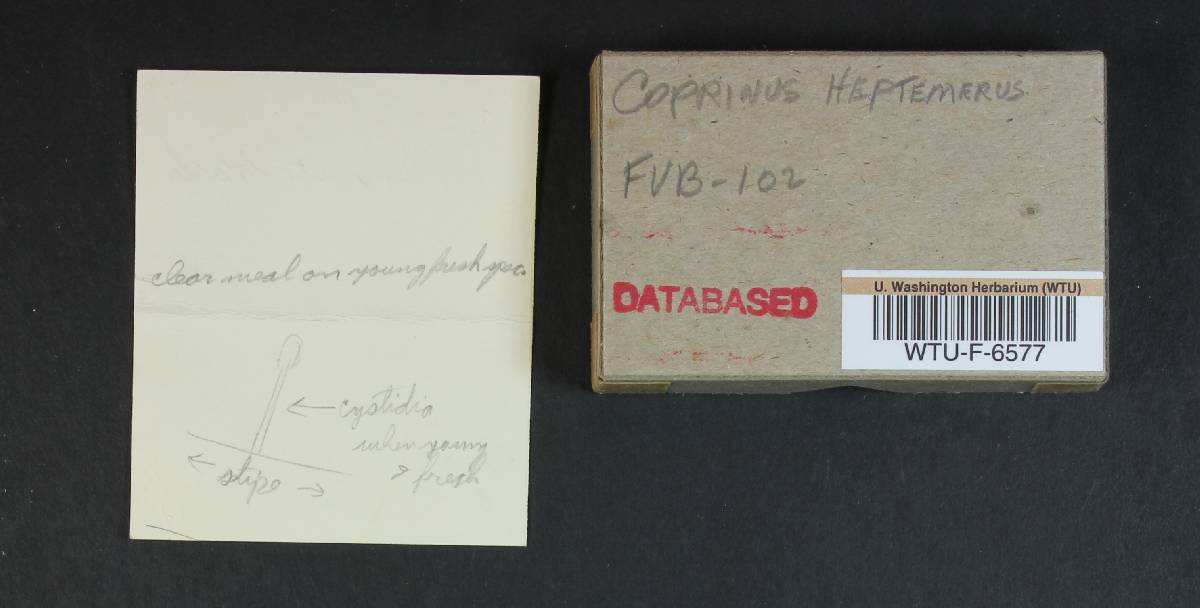 clear meal on young fresh spec.
cystidia
when young
& fresh
stipe
COPRINUS HEPTEMERUS
FVB-102
DATABASED
U. Washington Herbarium (WTU)
WTU-F-6577